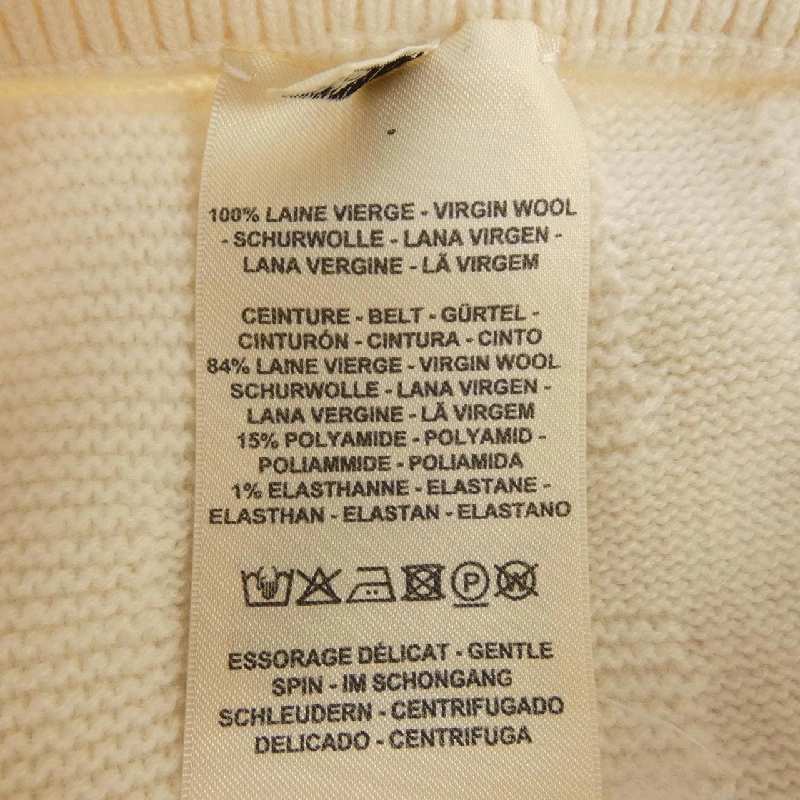 100% LAINE VIERGE - VIRGIN WOOL
- SCHURWOLLE - LANA VIRGEN -
LANA VERGINE - LÃ VIRGEM
CEINTURE - BELT - GÜRTEL -
CINTURÓN - CINTURA - CINTO
84% LAINE VIERGE - VIRGIN WOOL
SCHURWOLLE - LANA VIRGEN -
LANA VERGINE - LÃ VIRGEM
15% POLYAMIDE - POLYAMID -
POLIAMMIDE - POLIAMIDA
1% ELASTHANNE - ELASTANE -
ELASTHAN - ELASTAN - ELASTANO
P W
ESSORAGE DÉLICAT - GENTLE
SPIN - IM SCHONGANG
SCHLEUDERN - CENTRIFUGADO
DELICADO - CENTRIFUGA